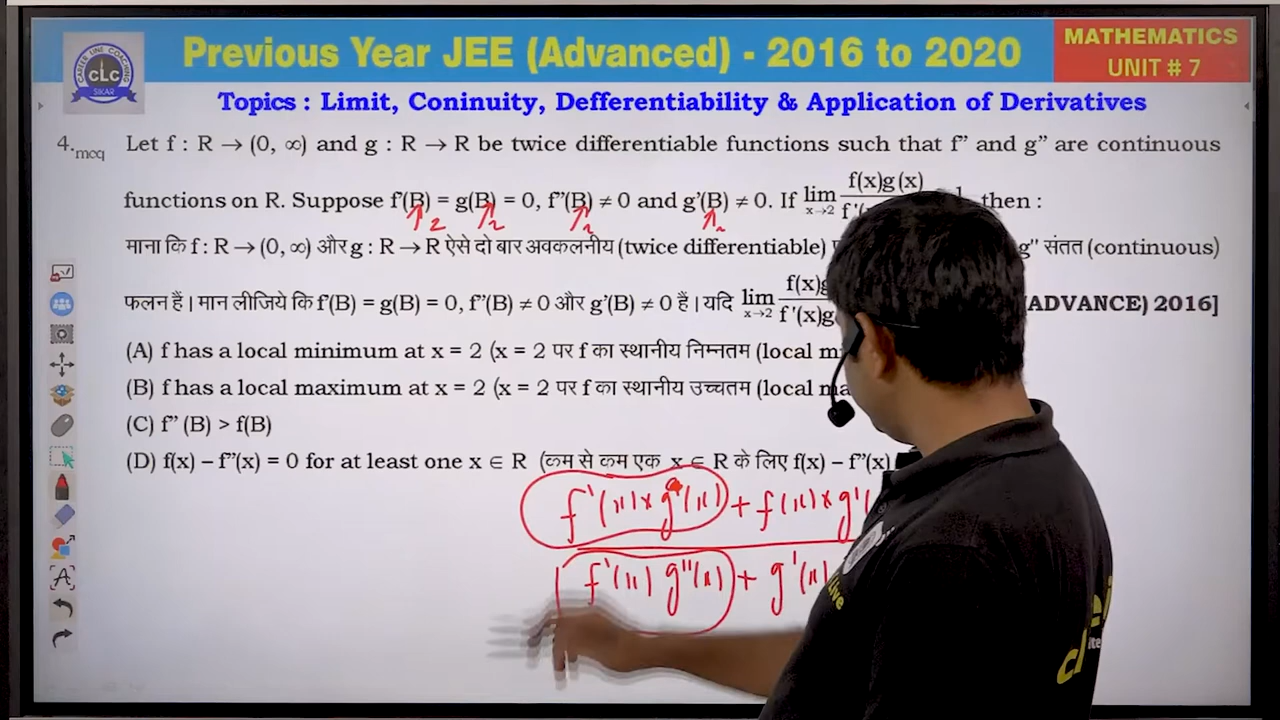 Previous Year JEE (Advanced) - 2016 to 2020
MATHEMATICS
UNIT # 7
CLC
SIKAR
Topics : Limit, Coninuity, Defferentiability & Application of Derivatives
4.mcq Let f : R → (0, ∞) and g : R → R be twice differentiable functions such that f" and g" are continuous
functions on R. Suppose f'(B) = g(B) = 0, f"(B) ≠ 0 and g'(B) ≠ 0. If lim x→2 f(x)g(x) then :
2 2 2 2
माना कि f : R → (0, ∞) और g : R → R ऐसे दो बार अवकलनीय (twice differentiable) g" संतत (continuous)
फलन हैं। मान लीजिये कि f'(B) = g(B) = 0, f"(B) ≠ 0 और g'(B) ≠ 0 हैं। यदि lim x→2 f(x)g f'(x)g (ADVANCE) 2016]
(A) f has a local minimum at x = 2 (x = 2 पर f का स्थानीय निम्नतम (local
(B) f has a local maximum at x = 2 (x = 2 पर f का स्थानीय उच्चतम (local
(C) f" (B) > f(B)
(D) f(x) – f"(x) = 0 for at least one x ∈ R (कम से कम एक x ∈ R के लिए f(x) – f"(x)
f'(x) × g(x) + f(x) × g'(
f'(x) g"(x) + g'(x)
Live